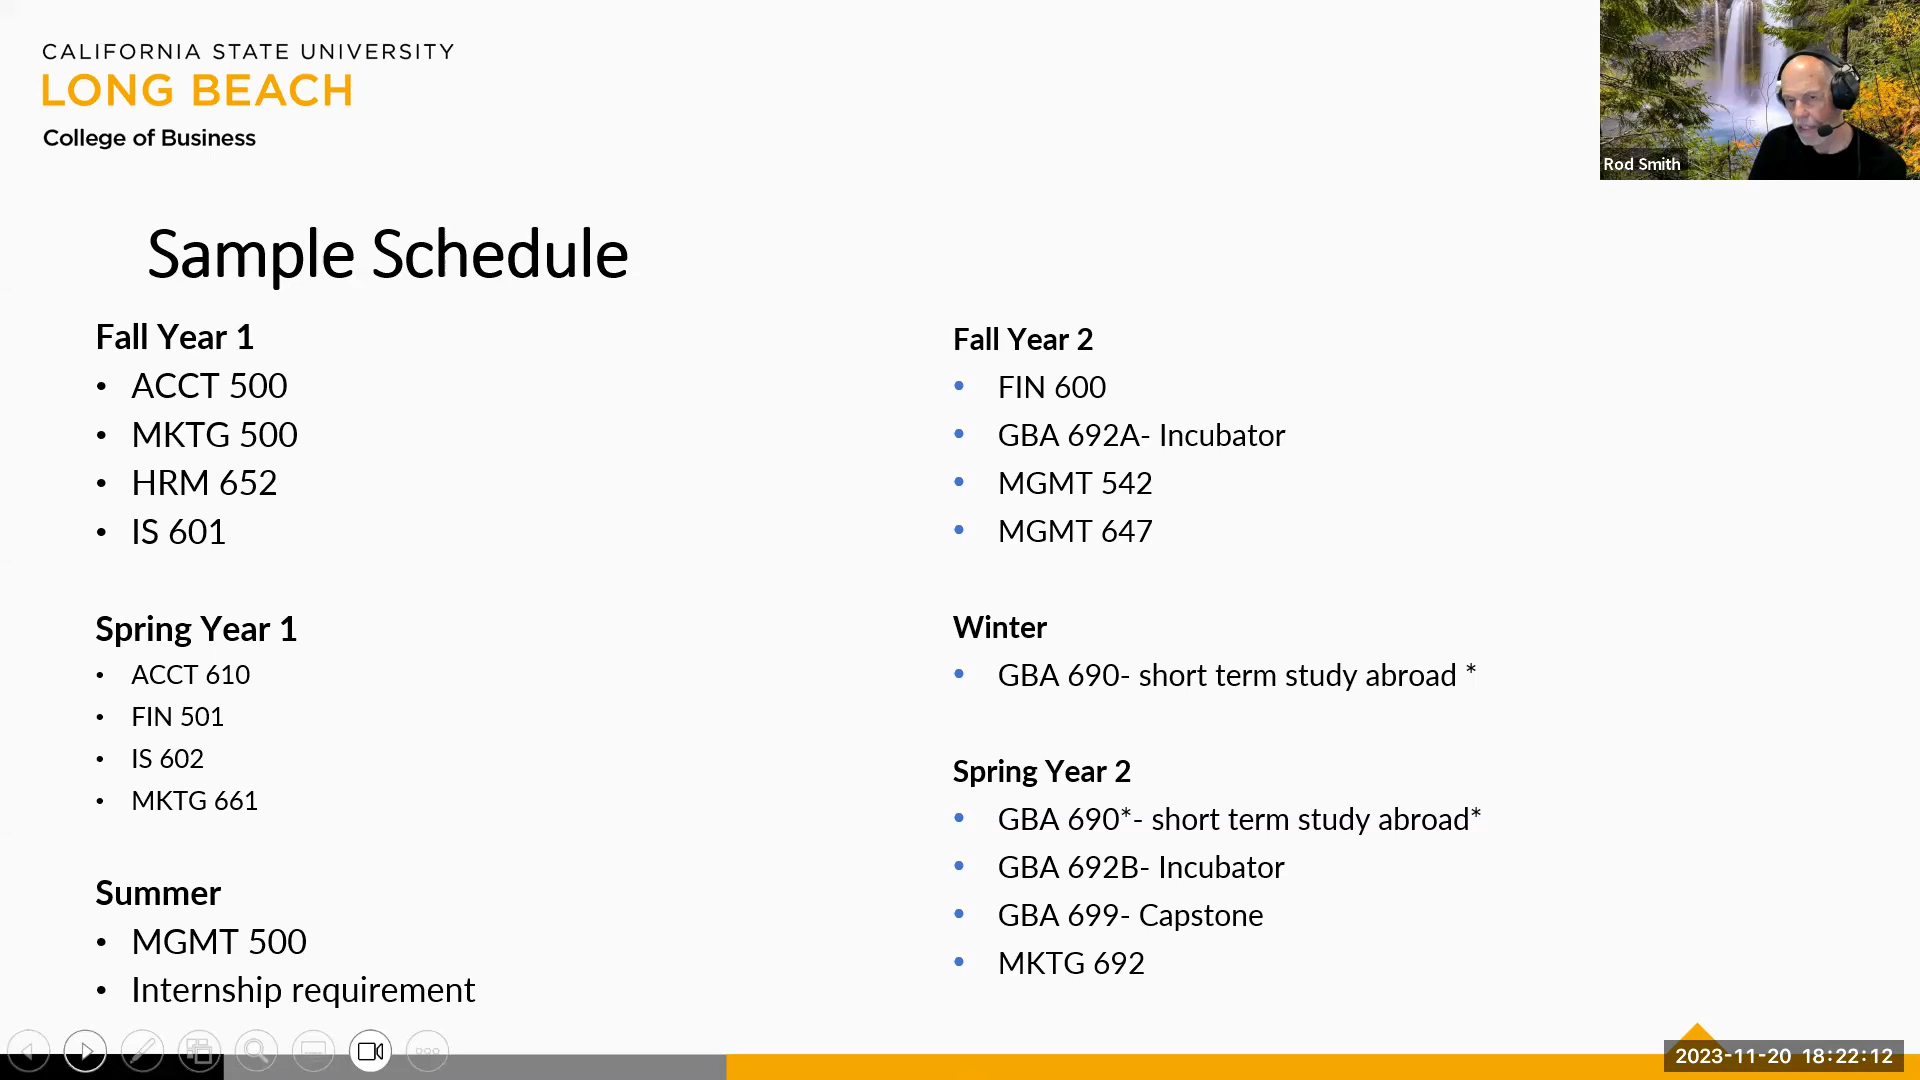 CALIFORNIA STATE UNIVERSITY
LONG BEACH
College of Business
Rod Smith
Sample Schedule
Fall Year 1
• ACCT 500
• MKTG 500
• HRM 652
• IS 601
Spring Year 1
• ACCT 610
• FIN 501
• IS 602
• MKTG 661
Summer
• MGMT 500
• Internship requirement
Fall Year 2
• FIN 600
• GBA 692A- Incubator
• MGMT 542
• MGMT 647
Winter
• GBA 690- short term study abroad *
Spring Year 2
• GBA 690*- short term study abroad*
• GBA 692B- Incubator
• GBA 699- Capstone
• MKTG 692
2023-11-20 18:22:12